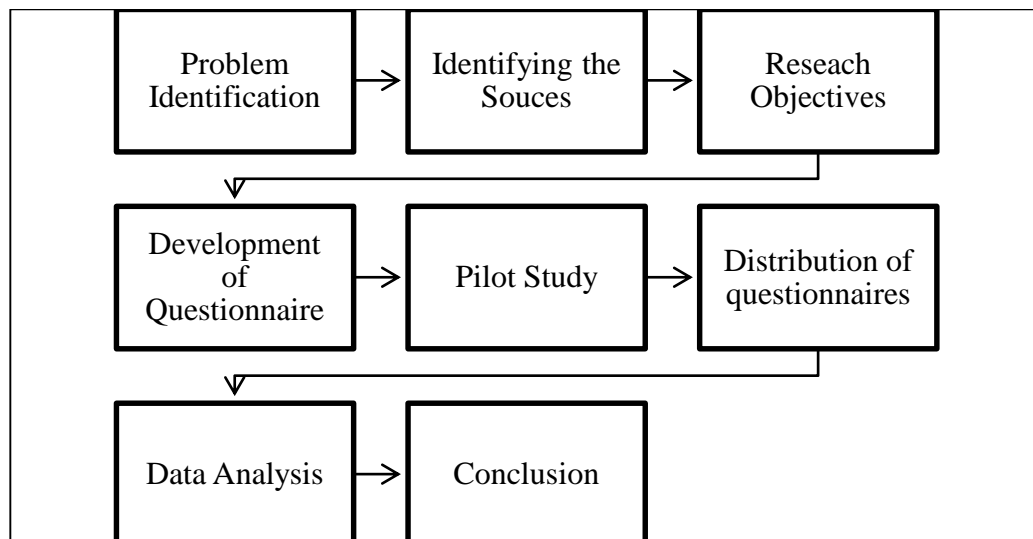 Problem
Identification
Identifying the
Souces
Reseach
Objectives
Development
of
Questionnaire
Pilot Study
Distribution of
questionnaires
Data Analysis
Conclusion